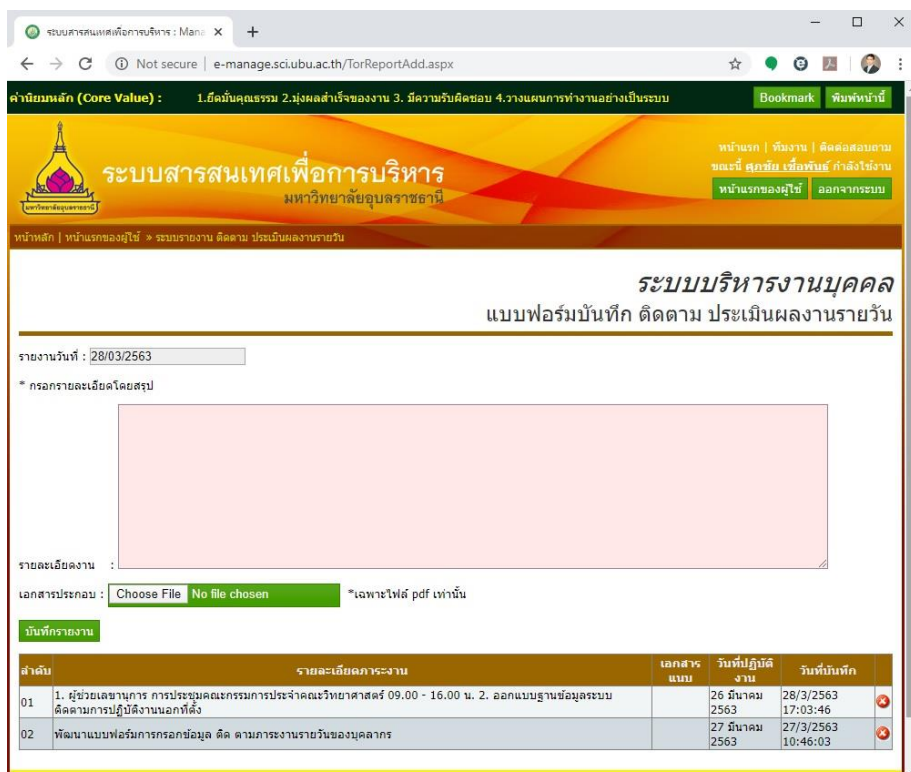 ระบบสารสนเทศเพื่อการบริหาร : Mana
Not secure | e-manage.sci.ubu.ac.th/TorReportAdd.aspx
ค่านิยมหลัก (Core Value) : 1.ยึดมั่นคุณธรรม 2.มุ่งผลสำเร็จของงาน 3. มีความรับผิดชอบ 4.วางแผนการทำงานอย่างเป็นระบบ Bookmark พิมพ์หน้านี้
หน้าแรก | ทีมงาน | ติดต่อสอบถาม
ขณะนี้ ศุภชัย เชื้อพันธ์ กำลังใช้งาน
หน้าแรกของผู้ใช้ ออกจากระบบ
ระบบสารสนเทศเพื่อการบริหาร
มหาวิทยาลัยอุบลราชธานี
มหาวิทยาลัยอุบลราชธานี
หน้าหลัก | หน้าแรกของผู้ใช้ » ระบบรายงาน ติดตาม ประเมินผลงานรายวัน
ระบบบริหารงานบุคคล
แบบฟอร์มบันทึก ติดตาม ประเมินผลงานรายวัน
รายงานวันที่ : 28/03/2563
* กรอกรายละเอียดโดยสรุป
รายละเอียดงาน :
เอกสารประกอบ : Choose File No file chosen *เฉพาะไฟล์ pdf เท่านั้น
บันทึกรายงาน
ลำดับ รายละเอียดภาระงาน เอกสารแนบ วันที่ปฏิบัติงาน วันที่บันทึก
01 1. ผู้ช่วยเลขานุการ การประชุมคณะกรรมการประจำคณะวิทยาศาสตร์ 09.00 - 16.00 น. 2. ออกแบบฐานข้อมูลระบบ
ติดตามการปฏิบัติงานนอกที่ตั้ง
26 มีนาคม 2563
28/3/2563 17:03:46
02 พัฒนาแบบฟอร์มการกรอกข้อมูล ติด ตามภาระงานรายวันของบุคลากร
27 มีนาคม 2563
27/3/2563 10:46:03